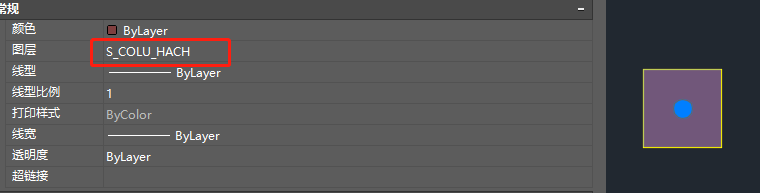 常规
颜色 ByLayer
图层 S_COLU_HACH
线型 ByLayer
线型比例 1
打印样式 ByColor
线宽 ByLayer
透明度 ByLayer
超链接